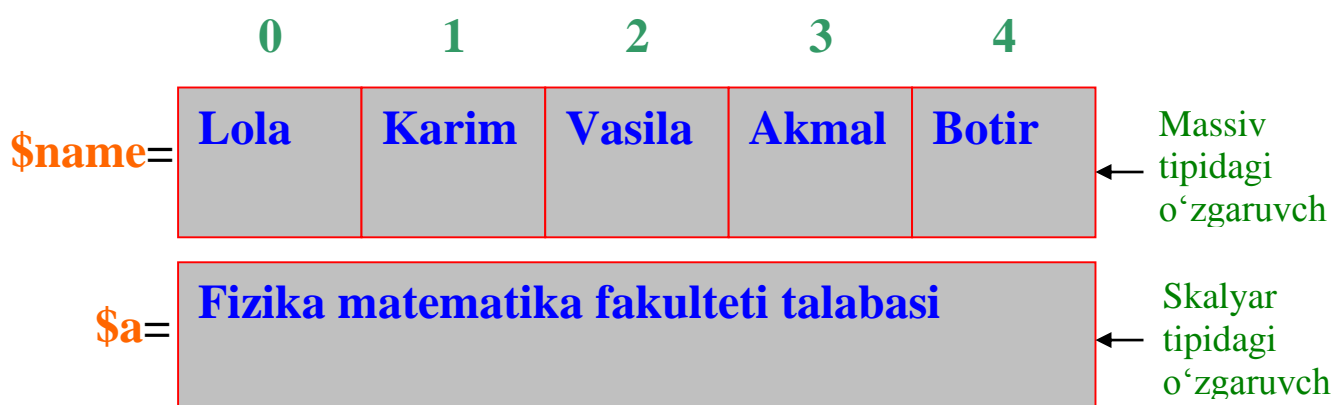 0 1 2 3 4
$name= Lola Karim Vasila Akmal Botir
Massiv
tipidagi
o‘zgaruvch
$a= Fizika matematika fakulteti talabasi
Skalyar
tipidagi
o‘zgaruvch